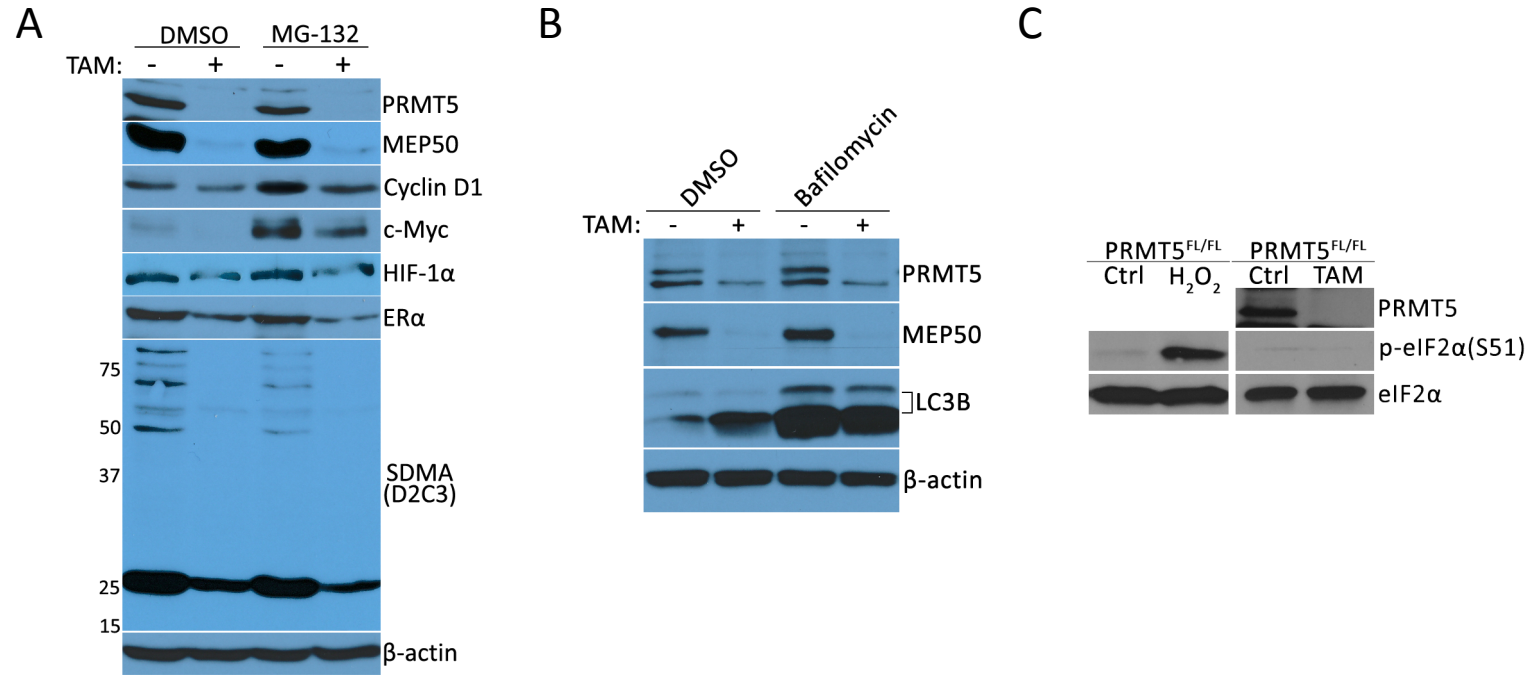 A
DMSO MG-132
TAM: - + - +
PRMT5
MEP50
Cyclin D1
c-Myc
HIF-1α
ERα
75
50
37
25
15
SDMA
(D2C3)
β-actin
B
DMSO Bafilomycin
TAM: - + - +
PRMT5
MEP50
LC3B
β-actin
C
PRMT5FL/FL PRMT5FL/FL
Ctrl H2O2 Ctrl TAM
PRMT5
p-eIF2α(S51)
eIF2α